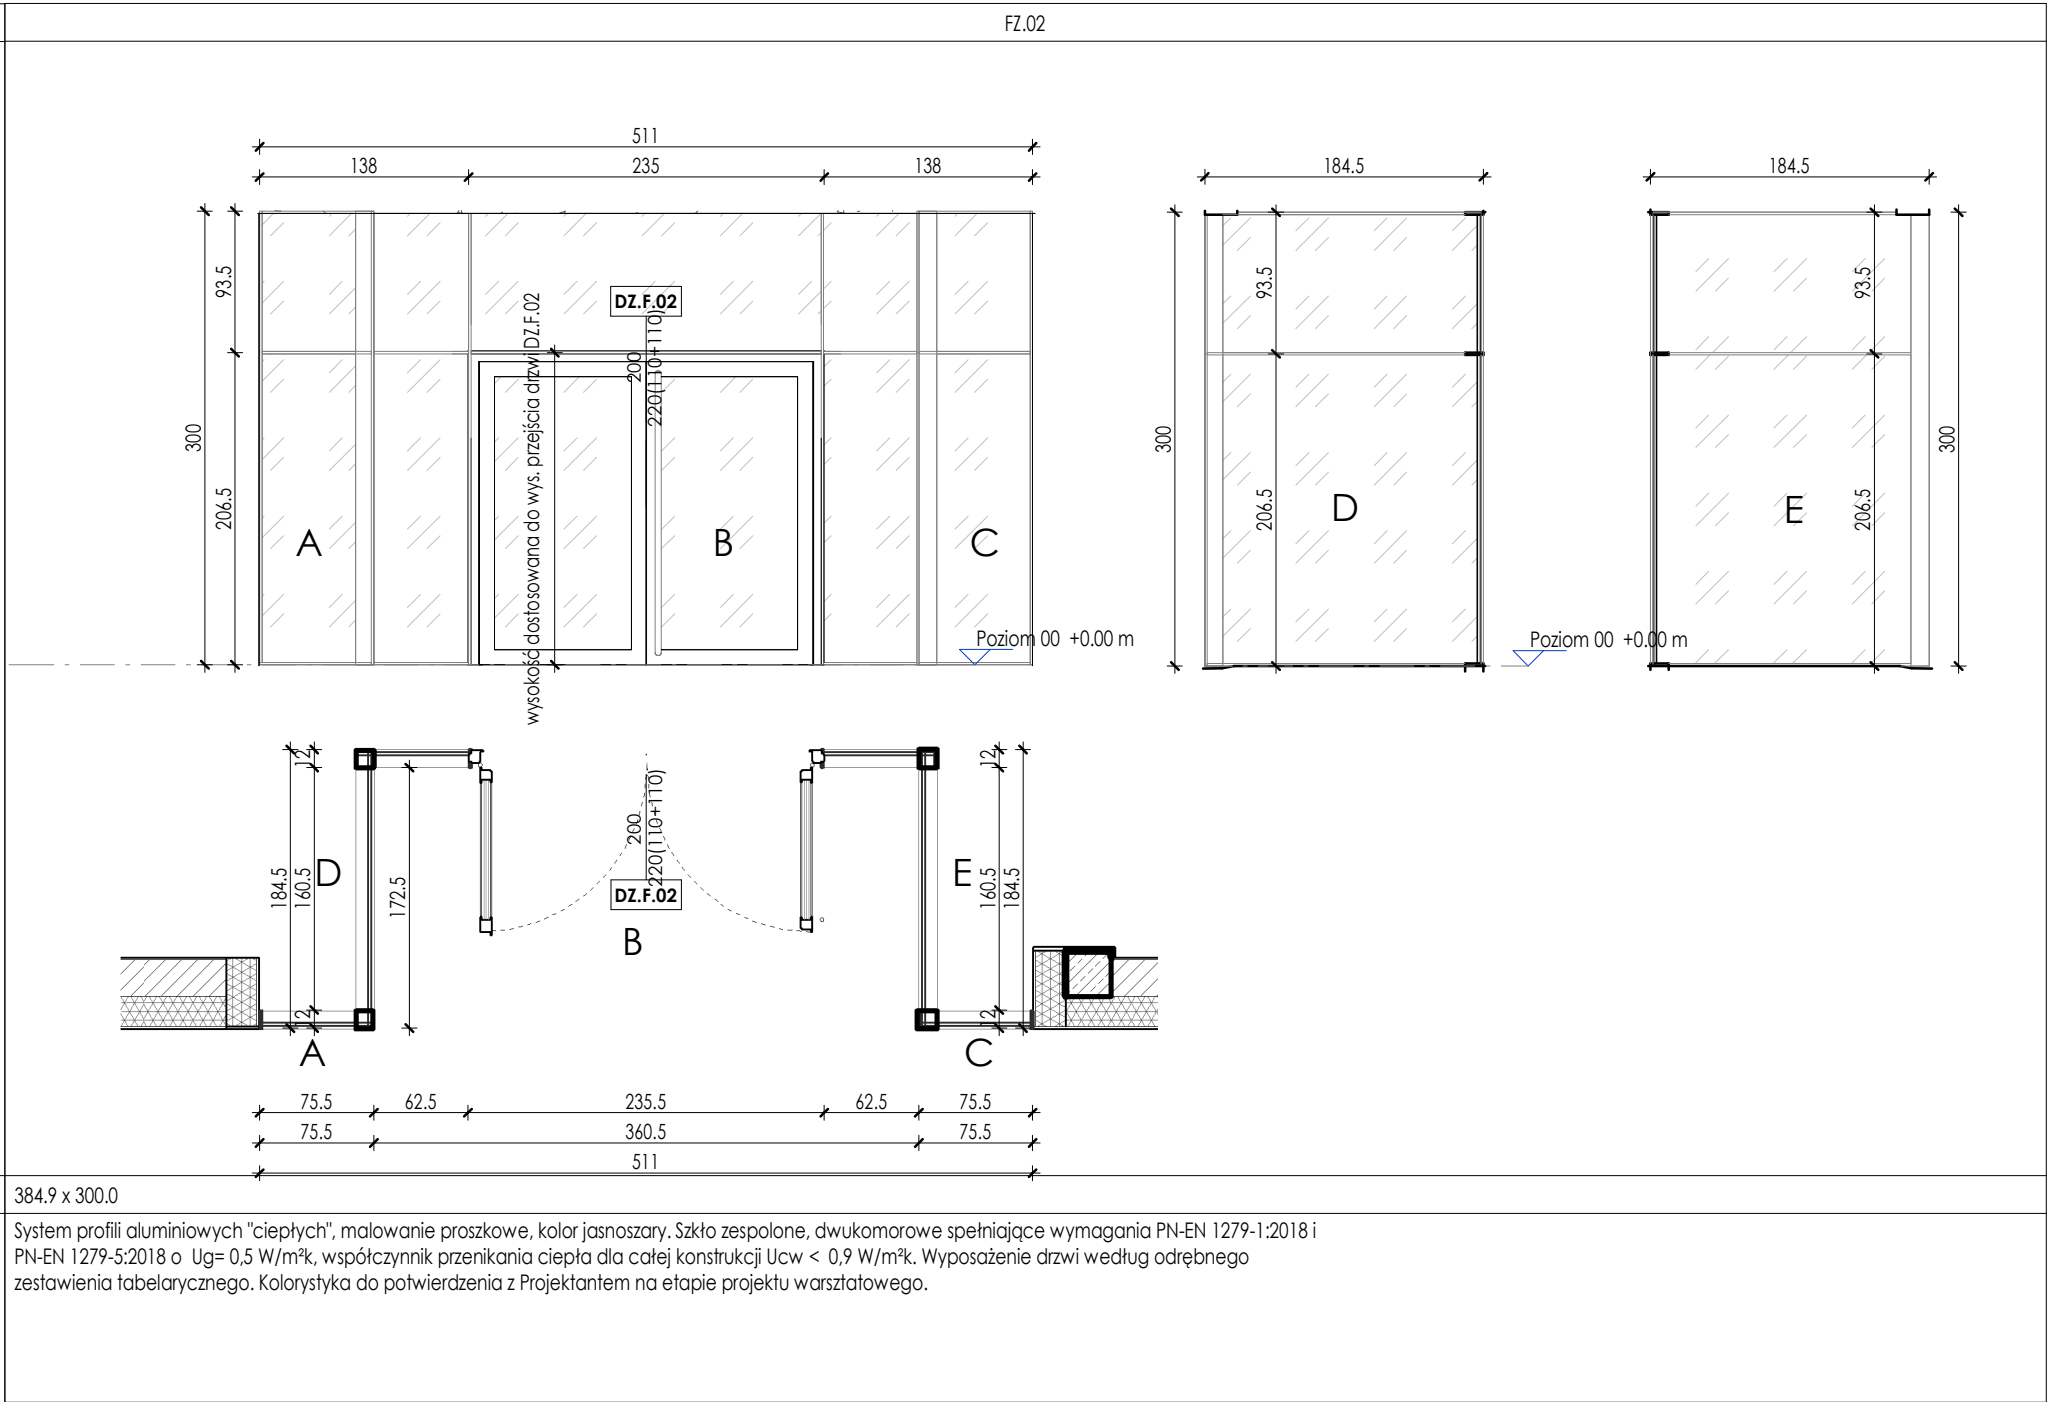 FZ.02
511
138
235
138
184.5
184.5
93.5
206.5
300
DZ.F.02
200
220(110+110)
wysokość dostosowana do wys. przejścia drzwi DZ.F.02
A
B
C
Poziom 00 +0.00 m
93.5
206.5
300
D
Poziom 00 +0.00 m
93.5
206.5
300
E
12
184.5
160.5
12
D
172.5
200
220(110+110)
DZ.F.02
B
E
12
160.5
184.5
12
A
C
75.5
62.5
235.5
62.5
75.5
75.5
360.5
75.5
511
384.9 x 300.0
System profili aluminiowych "ciepłych", malowanie proszkowe, kolor jasnoszary. Szkło zespolone, dwukomorowe spełniające wymagania PN-EN 1279-1:2018 i
PN-EN 1279-5:2018 o Ug= 0,5 W/m²k, współczynnik przenikania ciepła dla całej konstrukcji Ucw < 0,9 W/m²k. Wyposażenie drzwi według odrębnego
zestawienia tabelarycznego. Kolorystyka do potwierdzenia z Projektantem na etapie projektu warsztatowego.